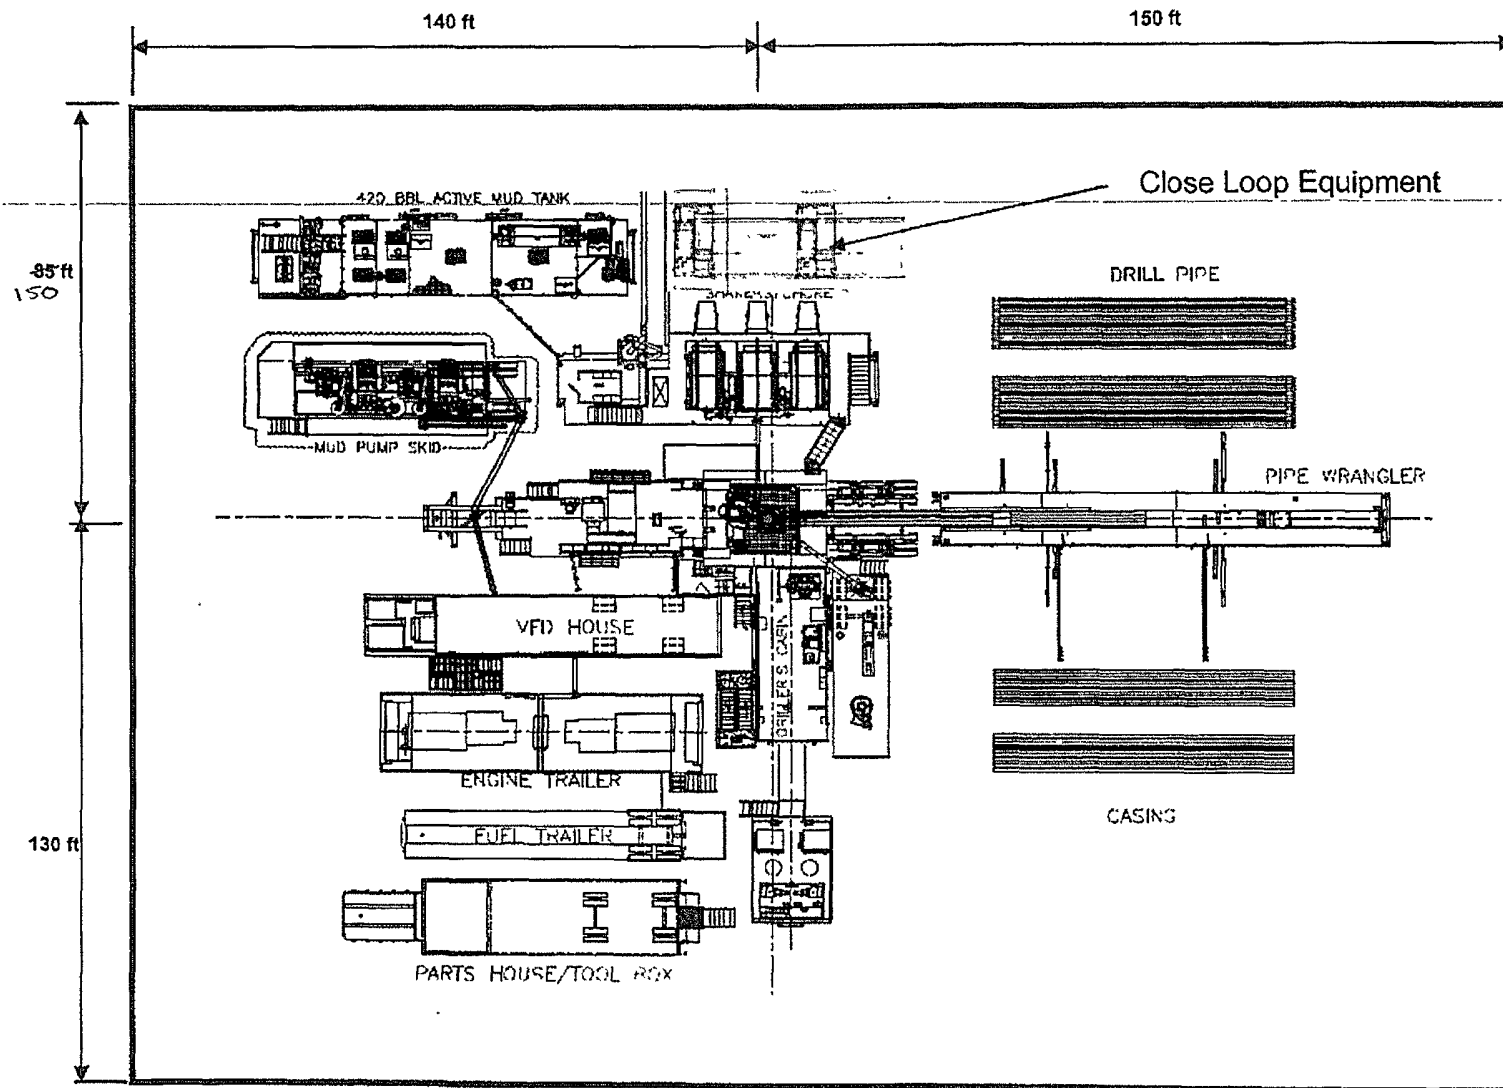 140 ft
150 ft
Close Loop Equipment
420 BBL ACTIVE MUD TANK
85 ft
150
DRILL PIPE
MUD PUMP SKID
PIPE WRANGLER
VFD HOUSE
DRILLER'S CABIN
ENGINE TRAILER
CASING
FUEL TRAILER
130 ft
PARTS HOUSE/TOOL BOX